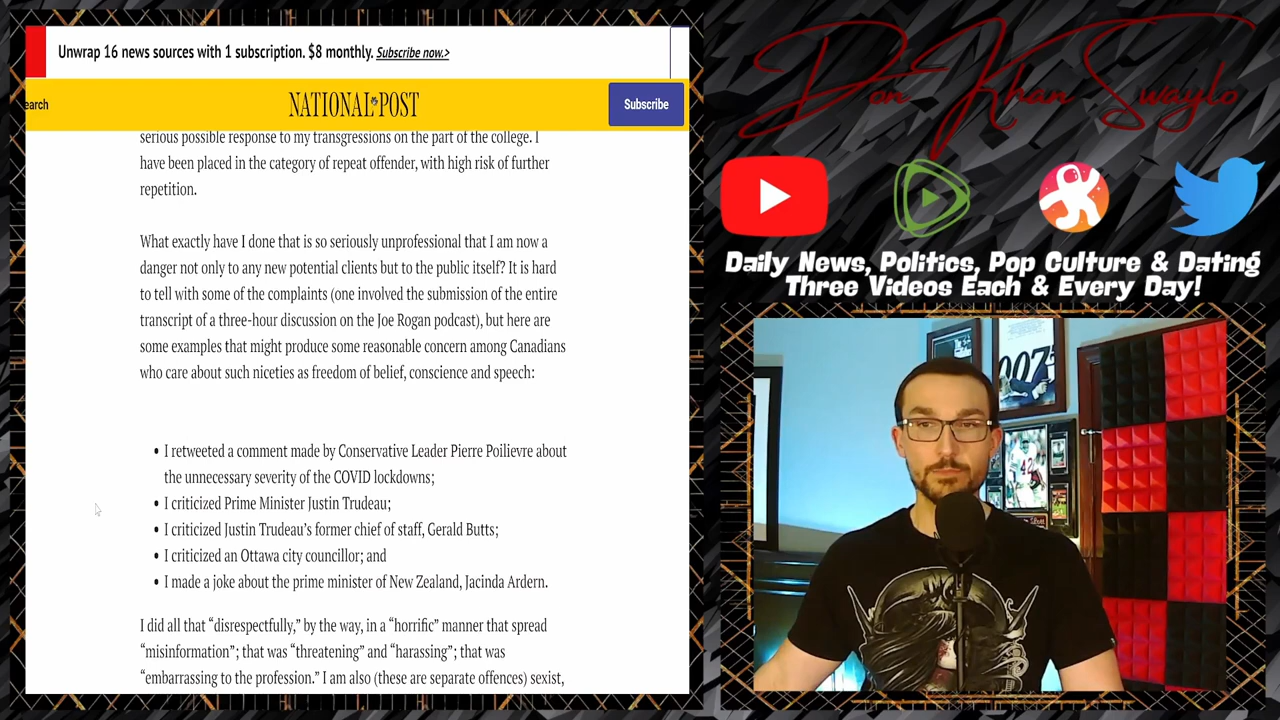 Unwrap 16 news sources with 1 subscription. $8 monthly. Subscribe now.>
earch
NATIONAL POST
Subscribe
serious possible response to my transgressions on the part of the college. I
have been placed in the category of repeat offender, with high risk of further
repetition.
What exactly have I done that is so seriously unprofessional that I am now a
danger not only to any new potential clients but to the public itself? It is hard
to tell with some of the complaints (one involved the submission of the entire
transcript of a three-hour discussion on the Joe Rogan podcast), but here are
some examples that might produce some reasonable concern among Canadians
who care about such niceties as freedom of belief, conscience and speech:
• I retweeted a comment made by Conservative Leader Pierre Poilievre about
the unnecessary severity of the COVID lockdowns;
• I criticized Prime Minister Justin Trudeau;
• I criticized Justin Trudeau’s former chief of staff, Gerald Butts;
• I criticized an Ottawa city councillor; and
• I made a joke about the prime minister of New Zealand, Jacinda Ardern.
I did all that “disrespectfully,” by the way, in a “horrific” manner that spread
“misinformation”; that was “threatening” and “harassing”; that was
“embarrassing to the profession.” I am also (these are separate offences) sexist,
Don Khan Swaylo
Daily News, Politics, Pop Culture & Dating
Three Videos Each & Every Day!
007